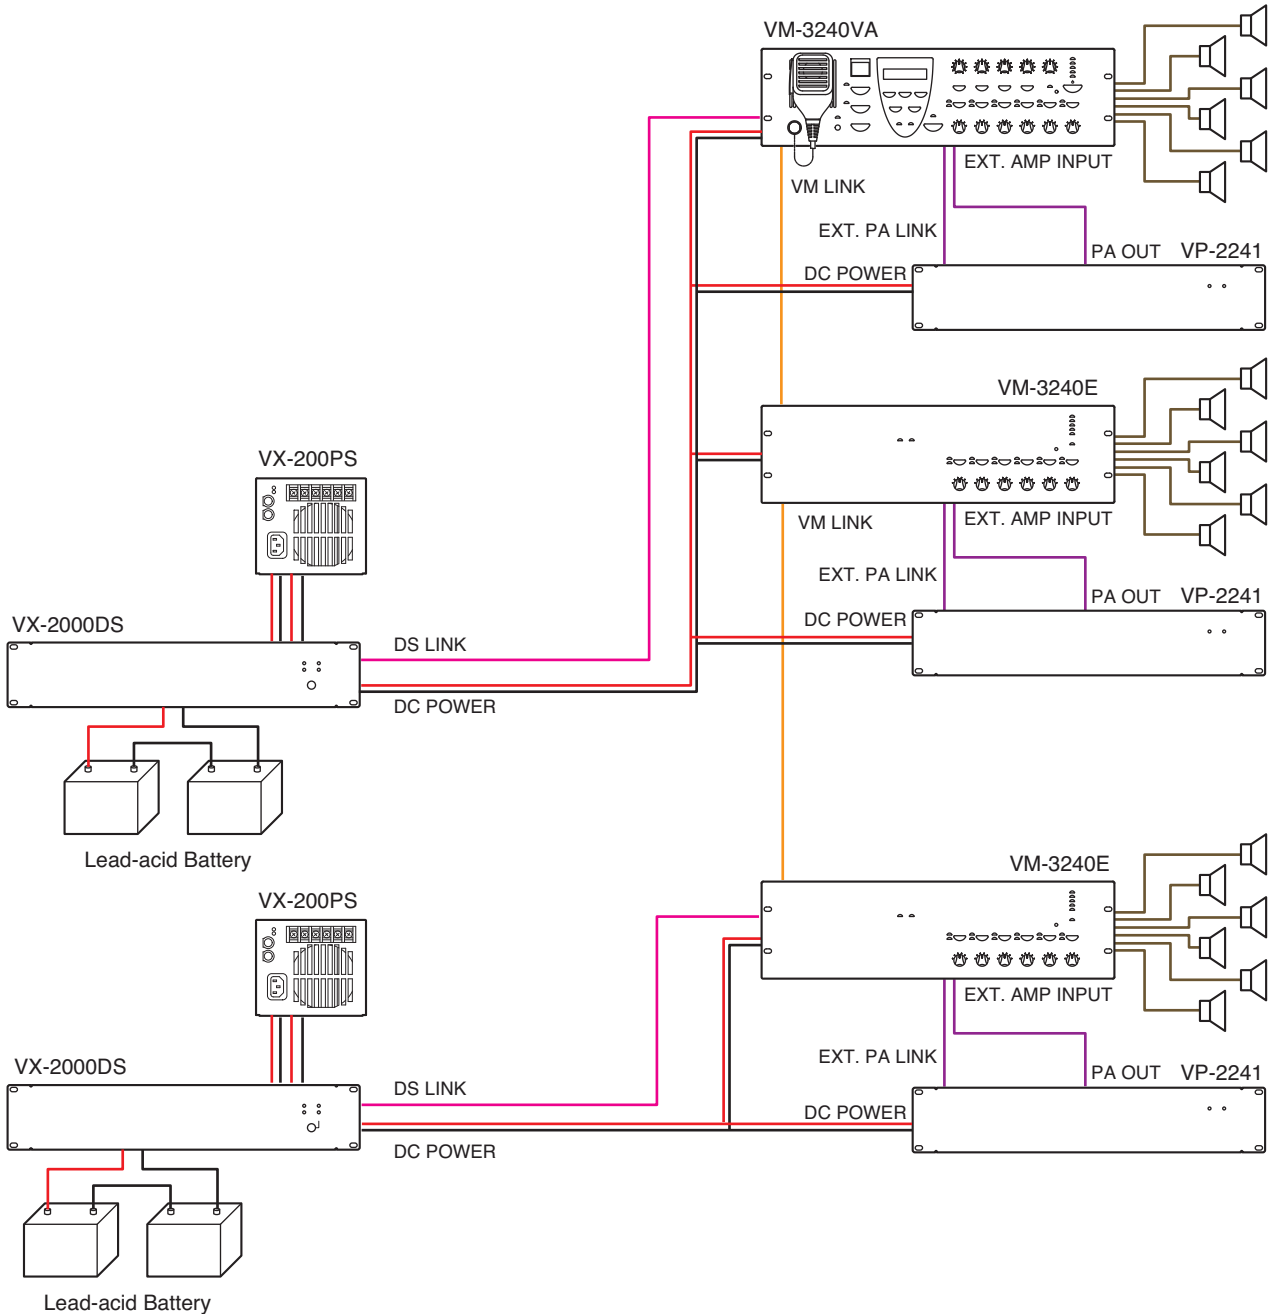 VM-3240VA
EXT. AMP INPUT
VM LINK
EXT. PA LINK
PA OUT
VP-2241
DC POWER
VM-3240E
VX-200PS
VM LINK
EXT. AMP INPUT
EXT. PA LINK
PA OUT
VP-2241
VX-2000DS
DC POWER
DS LINK
DC POWER
Lead-acid Battery
VM-3240E
VX-200PS
EXT. AMP INPUT
EXT. PA LINK
VX-2000DS
PA OUT
VP-2241
DS LINK
DC POWER
DC POWER
Lead-acid Battery